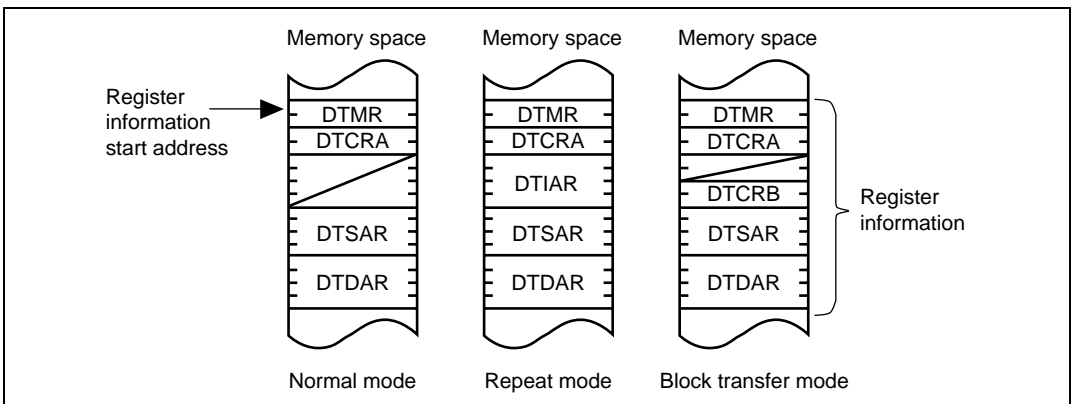 Memory space Memory space Memory space
Register
information
start address
DTMR DTMR DTMR
DTCRA DTCRA DTCRA
DTIAR
DTCRB
DTSAR DTSAR DTSAR
DTDAR DTDAR DTDAR
Register
information
Normal mode Repeat mode Block transfer mode